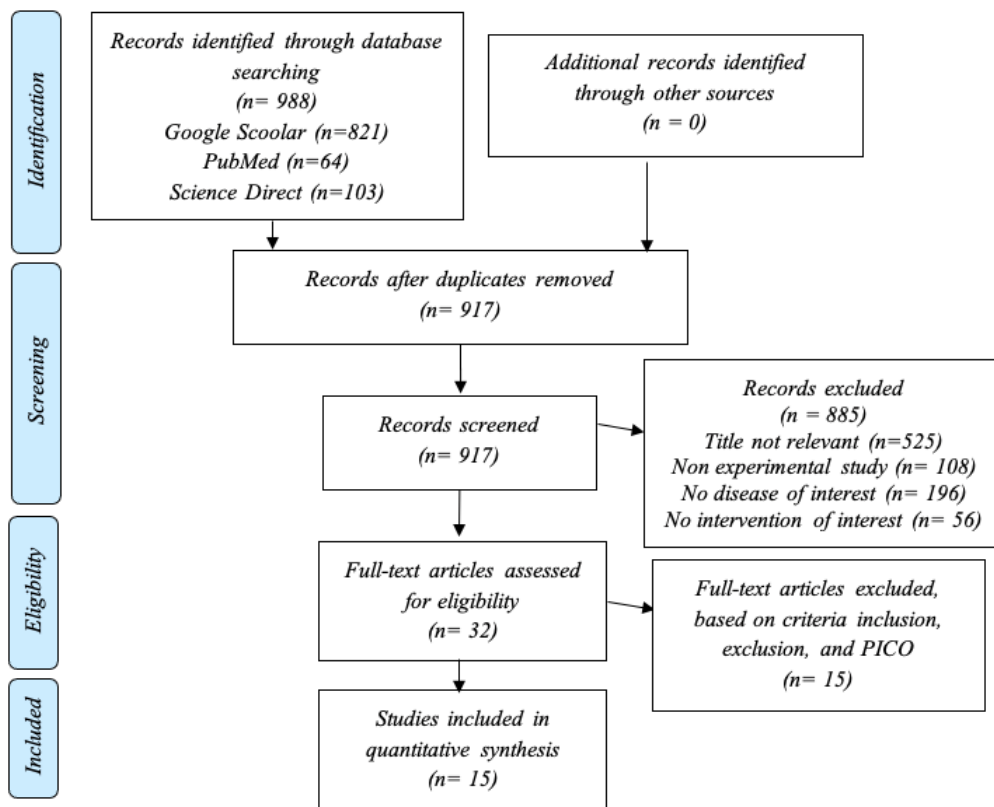 Identification
Records identified through database
searching
(n= 988)
Google Scoolar (n=821)
PubMed (n=64)
Science Direct (n=103)
Additional records identified
through other sources
(n = 0)
Screening
Records after duplicates removed
(n= 917)
Records screened
(n= 917)
Records excluded
(n = 885)
Title not relevant (n=525)
Non experimental study (n= 108)
No disease of interest (n= 196)
No intervention of interest (n= 56)
Eligibility
Full-text articles assessed
for eligibility
(n= 32)
Full-text articles excluded,
based on criteria inclusion,
exclusion, and PICO
(n= 15)
Included
Studies included in
quantitative synthesis
(n= 15)